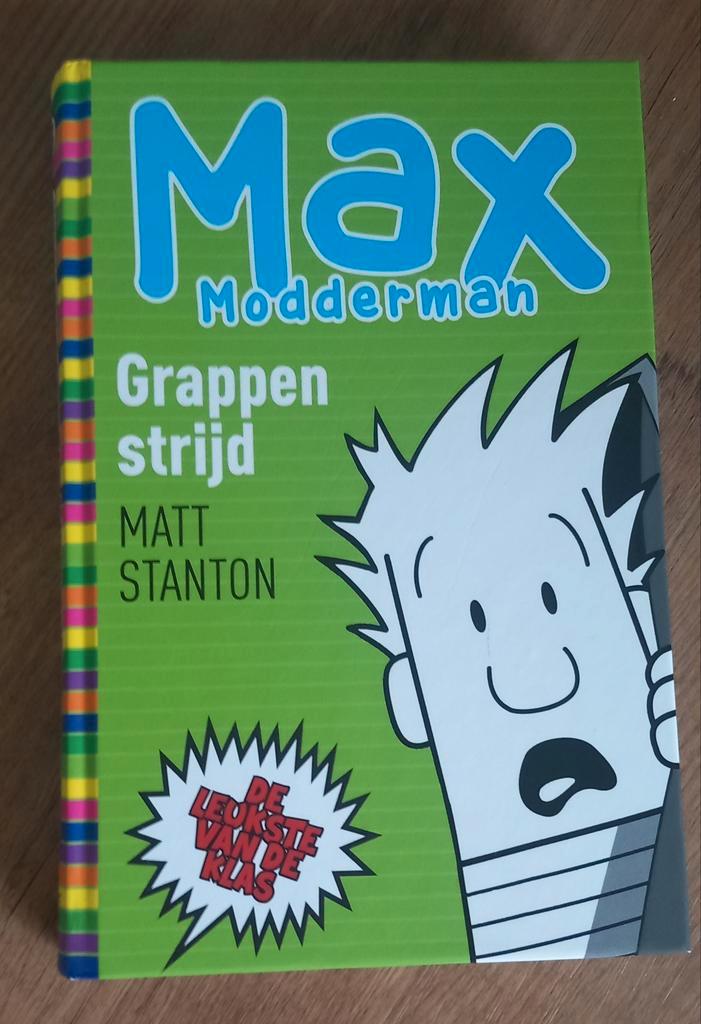 Max
Modderman
Grappen
strijd
MATT
STANTON
DE
LEUKSTE
VAN DE
KLAS